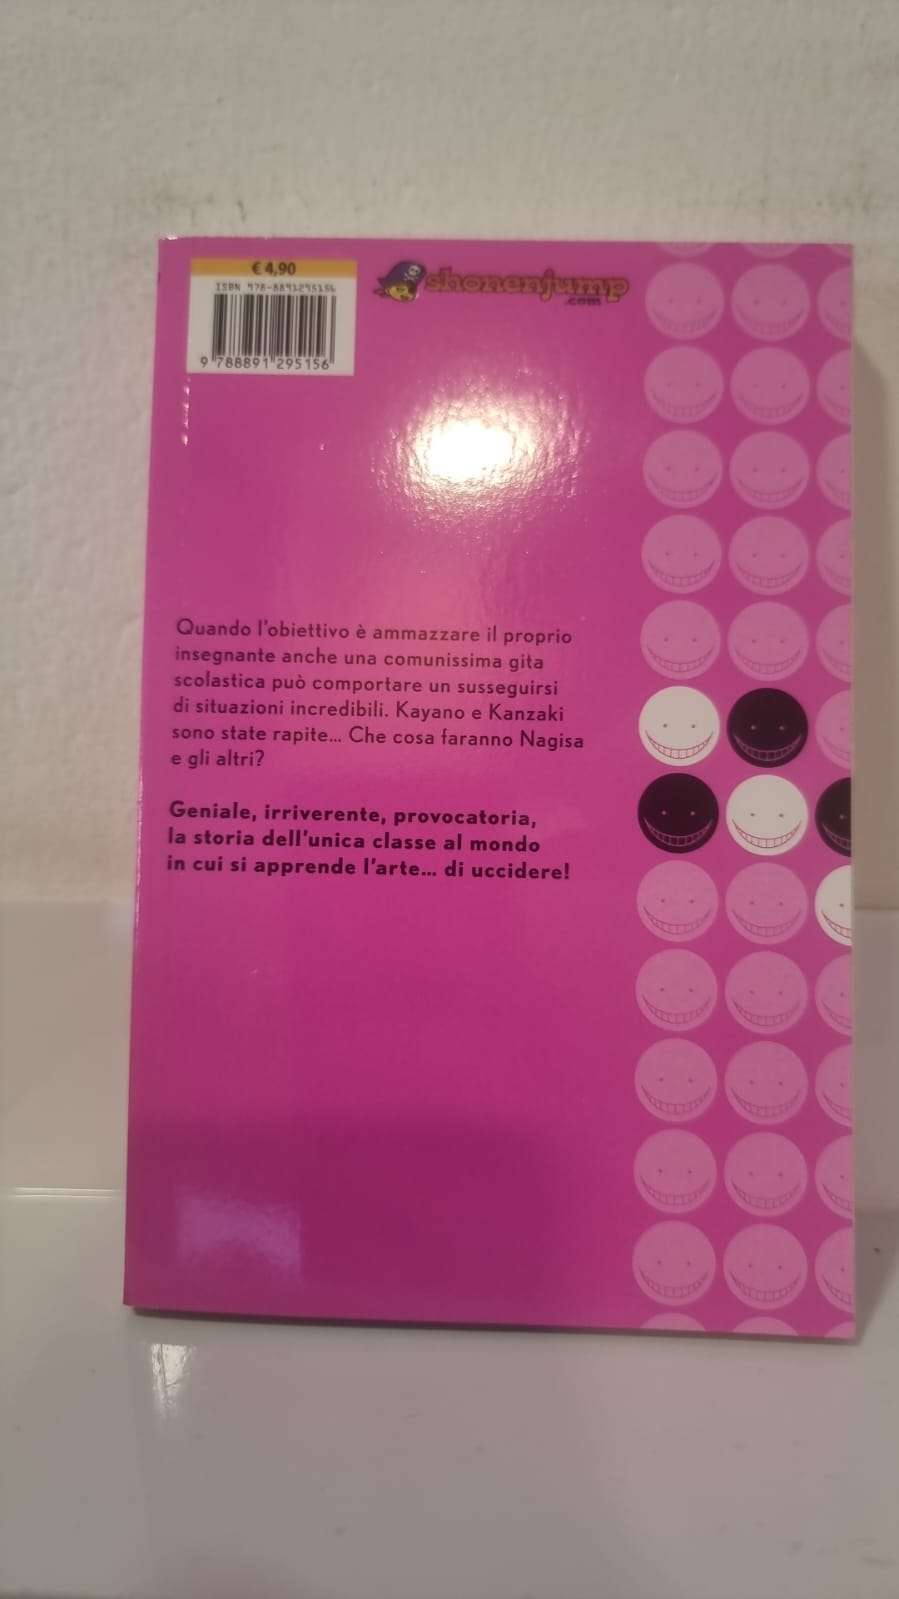 € 4,90
ISBN 978-8891295156
9 788891 295156
shonenjump
.com
Quando l'obiettivo è ammazzare il proprio
insegnante anche una comunissima gita
scolastica può comportare un susseguirsi
di situazioni incredibili. Kayano e Kanzaki
sono state rapite... Che cosa faranno Nagisa
e gli altri?
Geniale, irriverente, provocatoria,
la storia dell'unica classe al mondo
in cui si apprende l'arte... di uccidere!